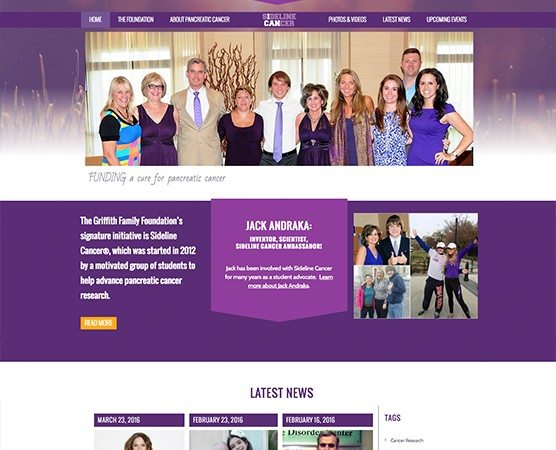 HOME THE FOUNDATION ABOUT PANCREATIC CANCER SIDELINE CANCER PHOTOS & VIDEOS LATEST NEWS UPCOMING EVENTS
FUNDING a cure for pancreatic cancer
The Griffith Family Foundation's
signature initiative is Sideline
Cancer®, which was started in 2012
by a motivated group of students to
help advance pancreatic cancer
research.
READ MORE
JACK ANDRAKA:
INVENTOR, SCIENTIST,
SIDELINE CANCER AMBASSADOR!
Jack has been involved with Sideline Cancer
for many years as a student advocate. Learn
more about Jack Andraka.
LATEST NEWS
MARCH 23, 2016
FEBRUARY 23, 2016
FEBRUARY 16, 2016
Disorder Center
TAGS
Cancer Research